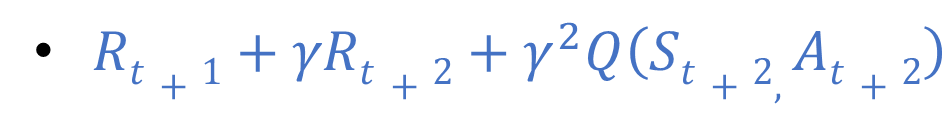 • R_{t+1} + γR_{t+2} + γ^2 Q(S_{t+2}, A_{t+2})